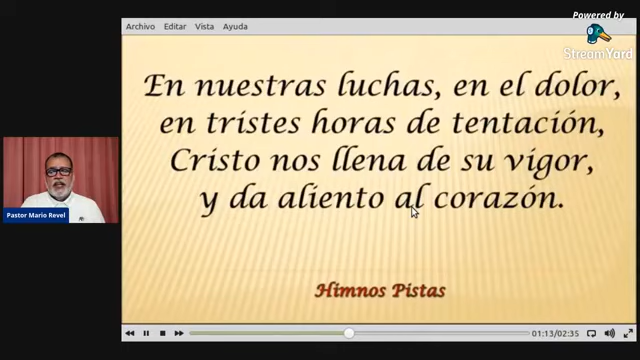 Powered by
StreamYard
Archivo Editar Vista Ayuda
En nuestras luchas, en el dolor,
en tristes horas de tentación,
Cristo nos llena de su vigor,
y da aliento al corazón.
Himnos Pistas
Pastor Mario Revel
01:13/02:35